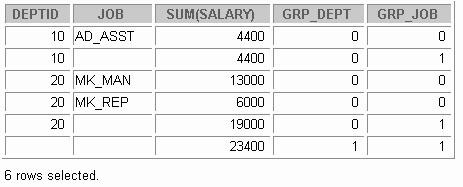 DEPTID JOB SUM(SALARY) GRP_DEPT GRP_JOB
10 AD_ASST 4400 0 0
10 4400 0 1
20 MK_MAN 13000 0 0
20 MK_REP 6000 0 0
20 19000 0 1
23400 1 1
6 rows selected.